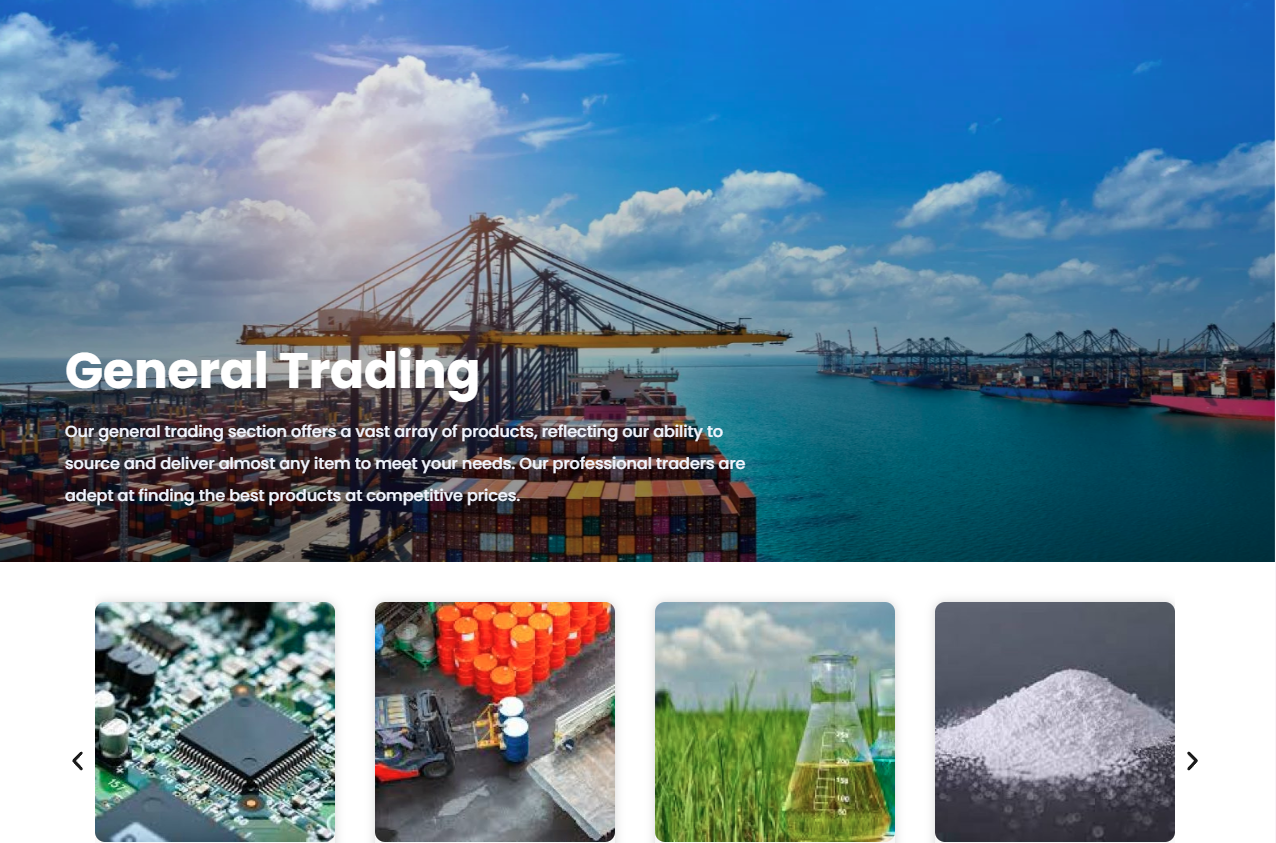 General Trading
Our general trading section offers a vast array of products, reflecting our ability to
source and deliver almost any item to meet your needs. Our professional traders are
adept at finding the best products at competitive prices.